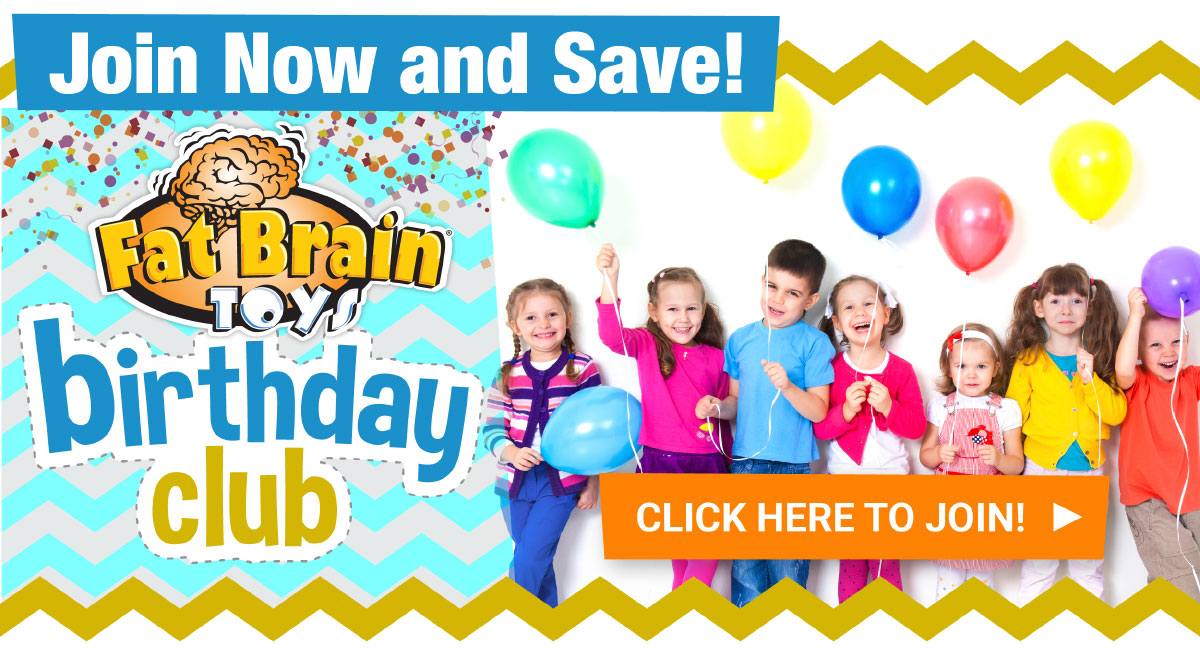 Join Now and Save!
Fat Brain®
TOYS
birthday
club
CLICK HERE TO JOIN!